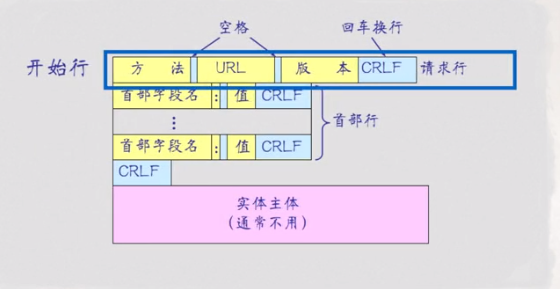 空格 回车换行
开始行 方 法 URL 版 本 CRLF 请求行
首部字段名 : 值 CRLF
⋮ 首部行
首部字段名 : 值 CRLF
CRLF
实体主体
(通常不用)